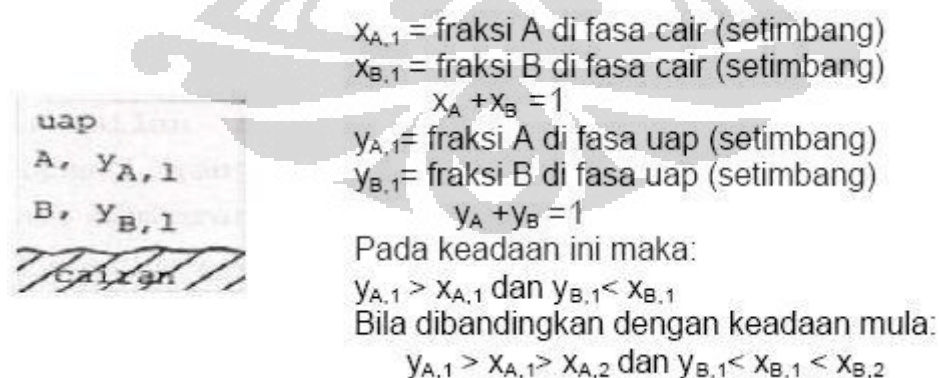 uap
A, yA,1
B, yB,1
cairan
xA,1 = fraksi A di fasa cair (setimbang)
xB,1 = fraksi B di fasa cair (setimbang)
xA +xB =1
yA,1= fraksi A di fasa uap (setimbang)
yB,1= fraksi B di fasa uap (setimbang)
yA +yB =1
Pada keadaan ini maka:
yA,1 > xA,1 dan yB,1< xB,1
Bila dibandingkan dengan keadaan mula:
yA,1 > xA,1> xA,2 dan yB,1< xB,1 < xB,2